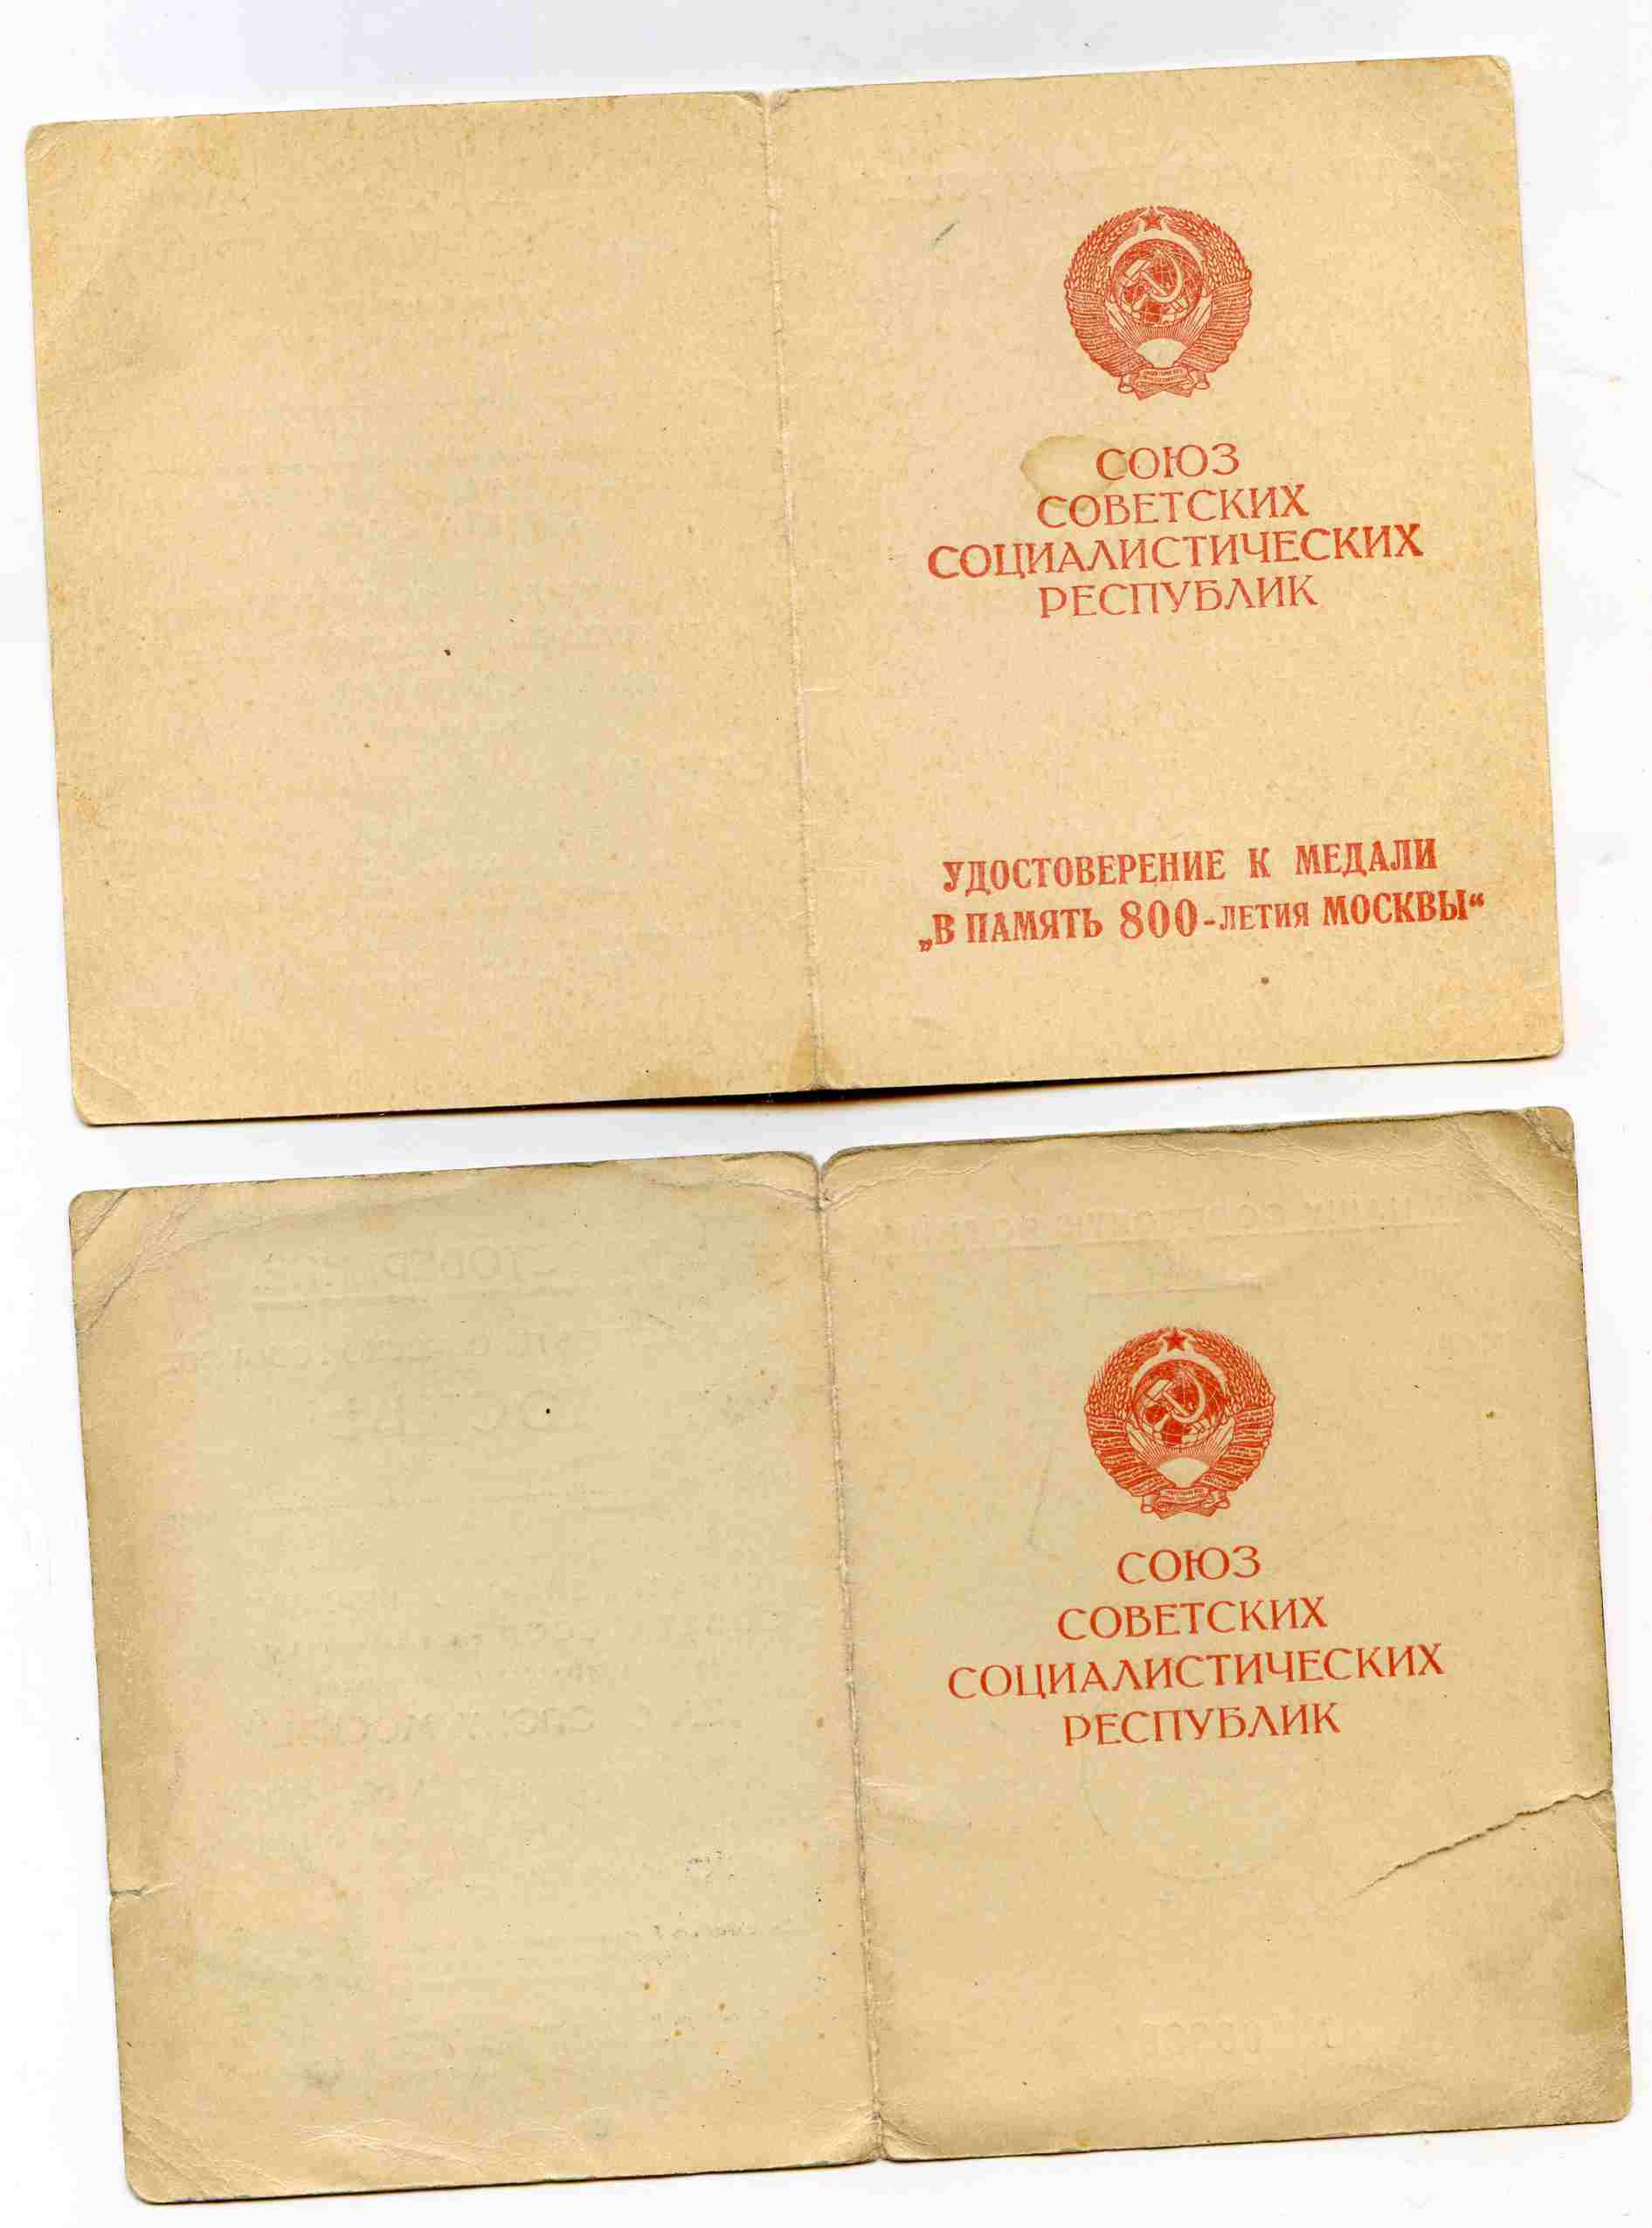 СОЮЗ
СОВЕТСКИХ
СОЦИАЛИСТИЧЕСКИХ
РЕСПУБЛИК
УДОСТОВЕРЕНИЕ К МЕДАЛИ
„В ПАМЯТЬ 800-ЛЕТИЯ МОСКВЫ“
СОЮЗ
СОВЕТСКИХ
СОЦИАЛИСТИЧЕСКИХ
РЕСПУБЛИК